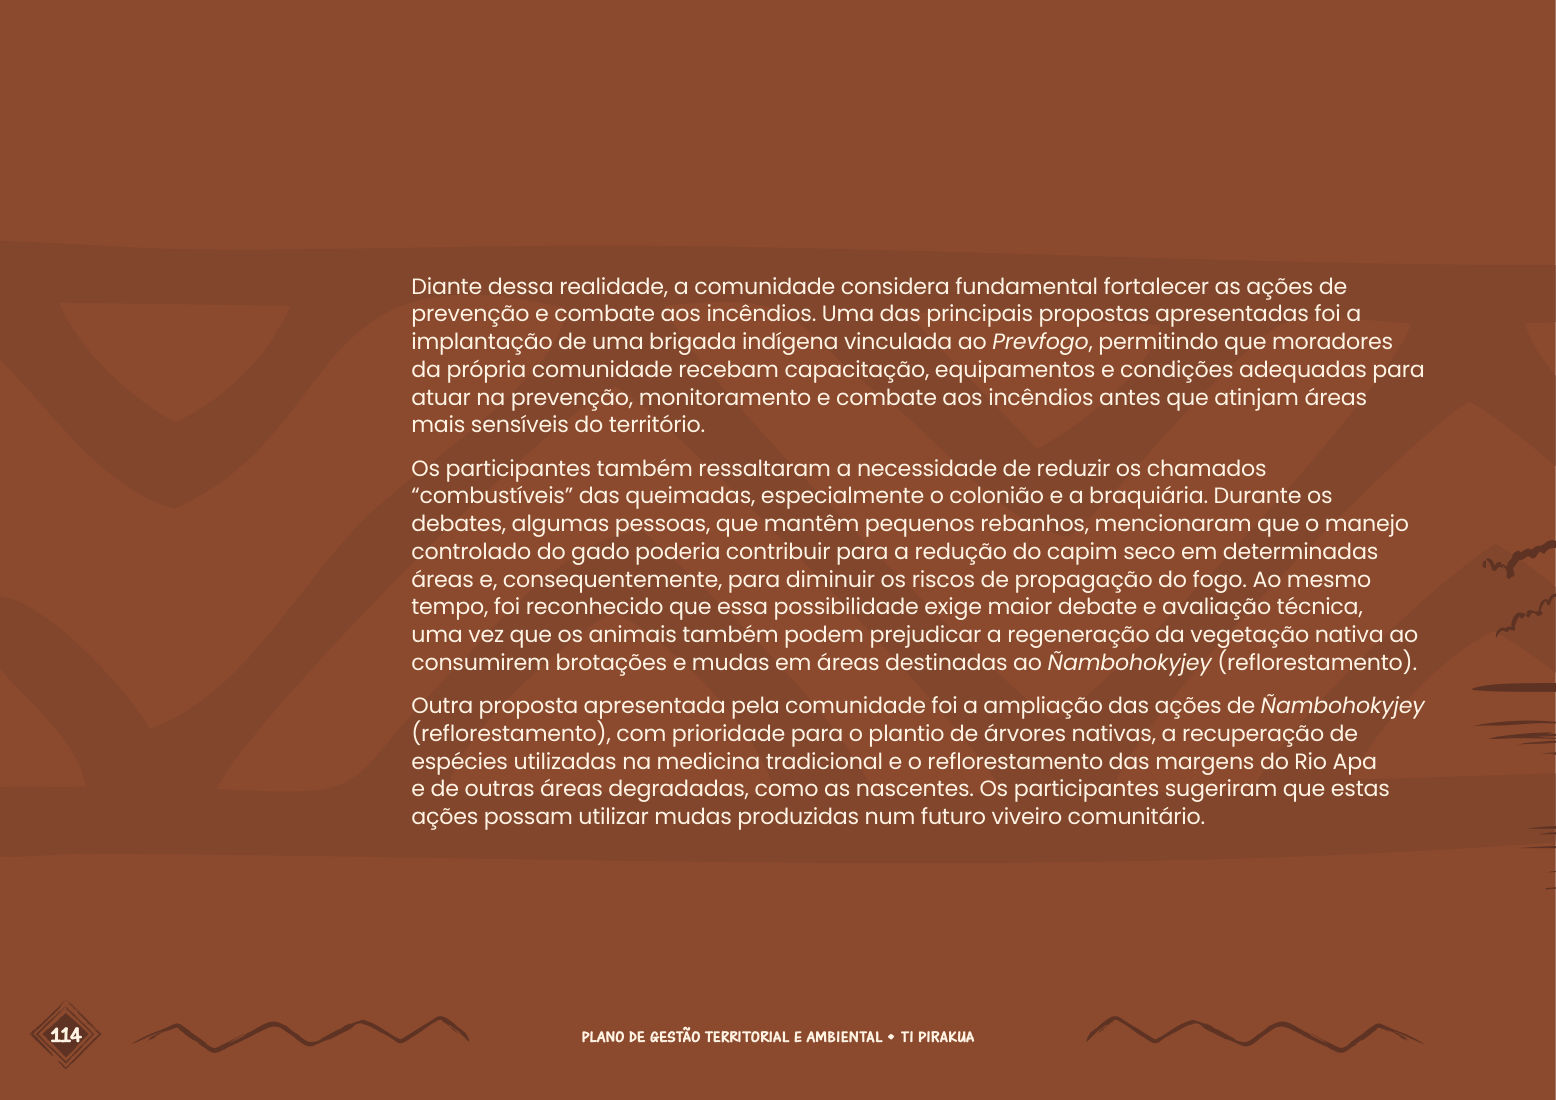 Diante dessa realidade, a comunidade considera fundamental fortalecer as ações de
prevenção e combate aos incêndios. Uma das principais propostas apresentadas foi a
implantação de uma brigada indígena vinculada ao Prevfogo, permitindo que moradores
da própria comunidade recebam capacitação, equipamentos e condições adequadas para
atuar na prevenção, monitoramento e combate aos incêndios antes que atinjam áreas
mais sensíveis do território.
Os participantes também ressaltaram a necessidade de reduzir os chamados
“combustíveis” das queimadas, especialmente o colonião e a braquiária. Durante os
debates, algumas pessoas, que mantêm pequenos rebanhos, mencionaram que o manejo
controlado do gado poderia contribuir para a redução do capim seco em determinadas
áreas e, consequentemente, para diminuir os riscos de propagação do fogo. Ao mesmo
tempo, foi reconhecido que essa possibilidade exige maior debate e avaliação técnica,
uma vez que os animais também podem prejudicar a regeneração da vegetação nativa ao
consumirem brotações e mudas em áreas destinadas ao Ñambohokyjey (reflorestamento).
Outra proposta apresentada pela comunidade foi a ampliação das ações de Ñambohokyjey
(reflorestamento), com prioridade para o plantio de árvores nativas, a recuperação de
espécies utilizadas na medicina tradicional e o reflorestamento das margens do Rio Apa
e de outras áreas degradadas, como as nascentes. Os participantes sugeriram que estas
ações possam utilizar mudas produzidas num futuro viveiro comunitário.
114
PLANO DE GESTÃO TERRITORIAL E AMBIENTAL • TI PIRAKUA